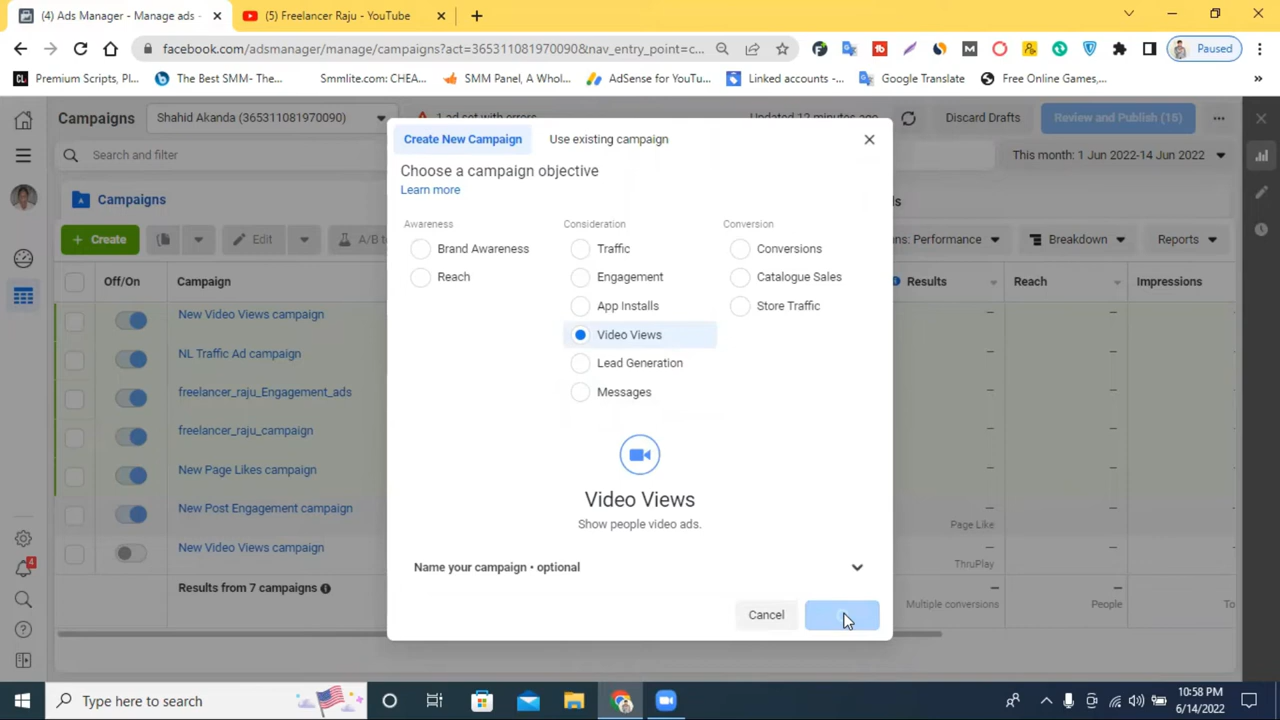 (4) Ads Manager - Manage ads -
(5) Freelancer Raju - YouTube
facebook.com/adsmanager/manage/campaigns?act=365311081970090&nav_entry_point=c...
Paused
Premium Scripts, Pl...
The Best SMM- The...
Smmlite.com: CHEA...
SMM Panel, A Whol...
AdSense for YouTu...
Linked accounts -...
Google Translate
Free Online Games,...
Campaigns
Shahid Akanda (365311081970090)
1 ad set with errors
Updated 12 minutes ago
Discard Drafts
Review and Publish (15)
Search and filter
This month: 1 Jun 2022-14 Jun 2022
Create New Campaign
Use existing campaign
Choose a campaign objective
Learn more
Campaigns
Create
Edit
A/B
Performance
Breakdown
Reports
Awareness
Consideration
Conversion
Brand Awareness
Traffic
Conversions
Reach
Engagement
Catalogue Sales
App Installs
Store Traffic
Video Views
Lead Generation
Messages
Off/On
Campaign
Results
Reach
Impressions
New Video Views campaign
NL Traffic Ad campaign
freelancer_raju_Engagement_ads
freelancer_raju_campaign
New Page Likes campaign
New Post Engagement campaign
Page Like
New Video Views campaign
ThruPlay
Results from 7 campaigns
Multiple conversions
People
Video Views
Show people video ads.
Name your campaign • optional
Cancel
4
Type here to search
10:58 PM
6/14/2022